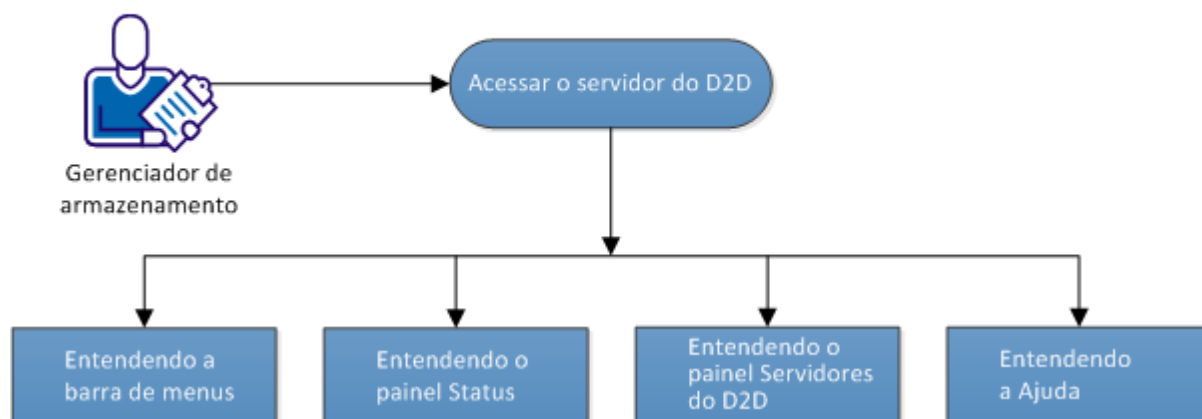 Acessar o servidor do D2D
Gerenciador de
armazenamento
Entendendo a
barra de menus
Entendendo o
painel Status
Entendendo o
painel Servidores
do D2D
Entendendo
a Ajuda